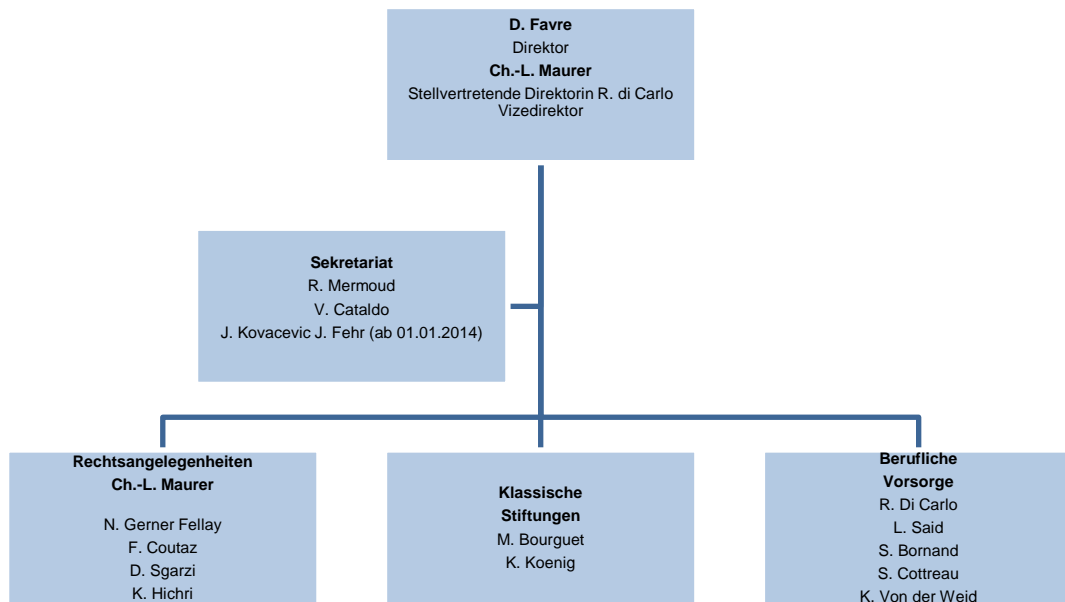 D. Favre
Direktor
Ch.-L. Maurer
Stellvertretende Direktorin R. di Carlo
Vizedirektor
Sekretariat
R. Mermoud
V. Cataldo
J. Kovacevic J. Fehr (ab 01.01.2014)
Rechtsangelegenheiten
Ch.-L. Maurer
N. Gerner Fellay
F. Coutaz
D. Sgarzi
K. Hichri
Klassische
Stiftungen
M. Bourguet
K. Koenig
Berufliche
Vorsorge
R. Di Carlo
L. Said
S. Bornand
S. Cottreau
K. Von der Weid